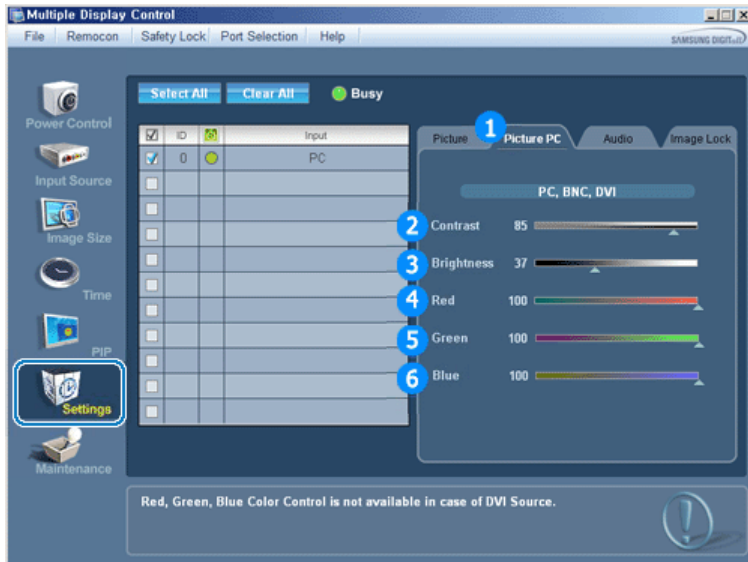 Multiple Display Control
File Remocon Safety Lock Port Selection Help
SAMSUNG DIGITall
Select All Clear All Busy
Power Control
Input Source
Image Size
Time
PIP
Settings
Maintenance
ID Input
0 PC
1
Picture Picture PC Audio Image Lock
PC, BNC, DVI
2 Contrast 85
3 Brightness 37
4 Red 100
5 Green 100
6 Blue 100
Red, Green, Blue Color Control is not available in case of DVI Source.